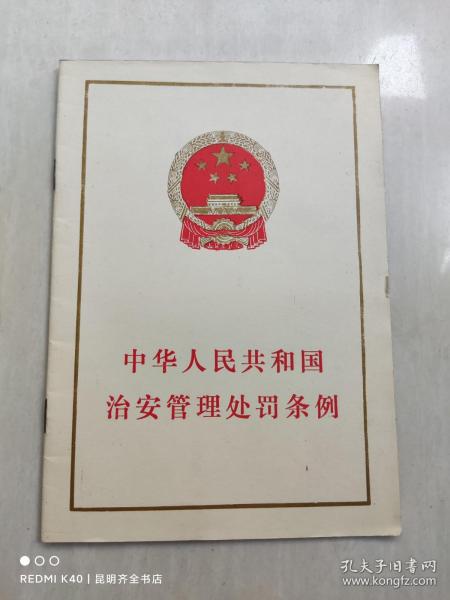 中华人民共和国
治安管理处罚条例
REDMI K40 | 昆明齐全书店
孔夫子旧书网
www.kongfz.com